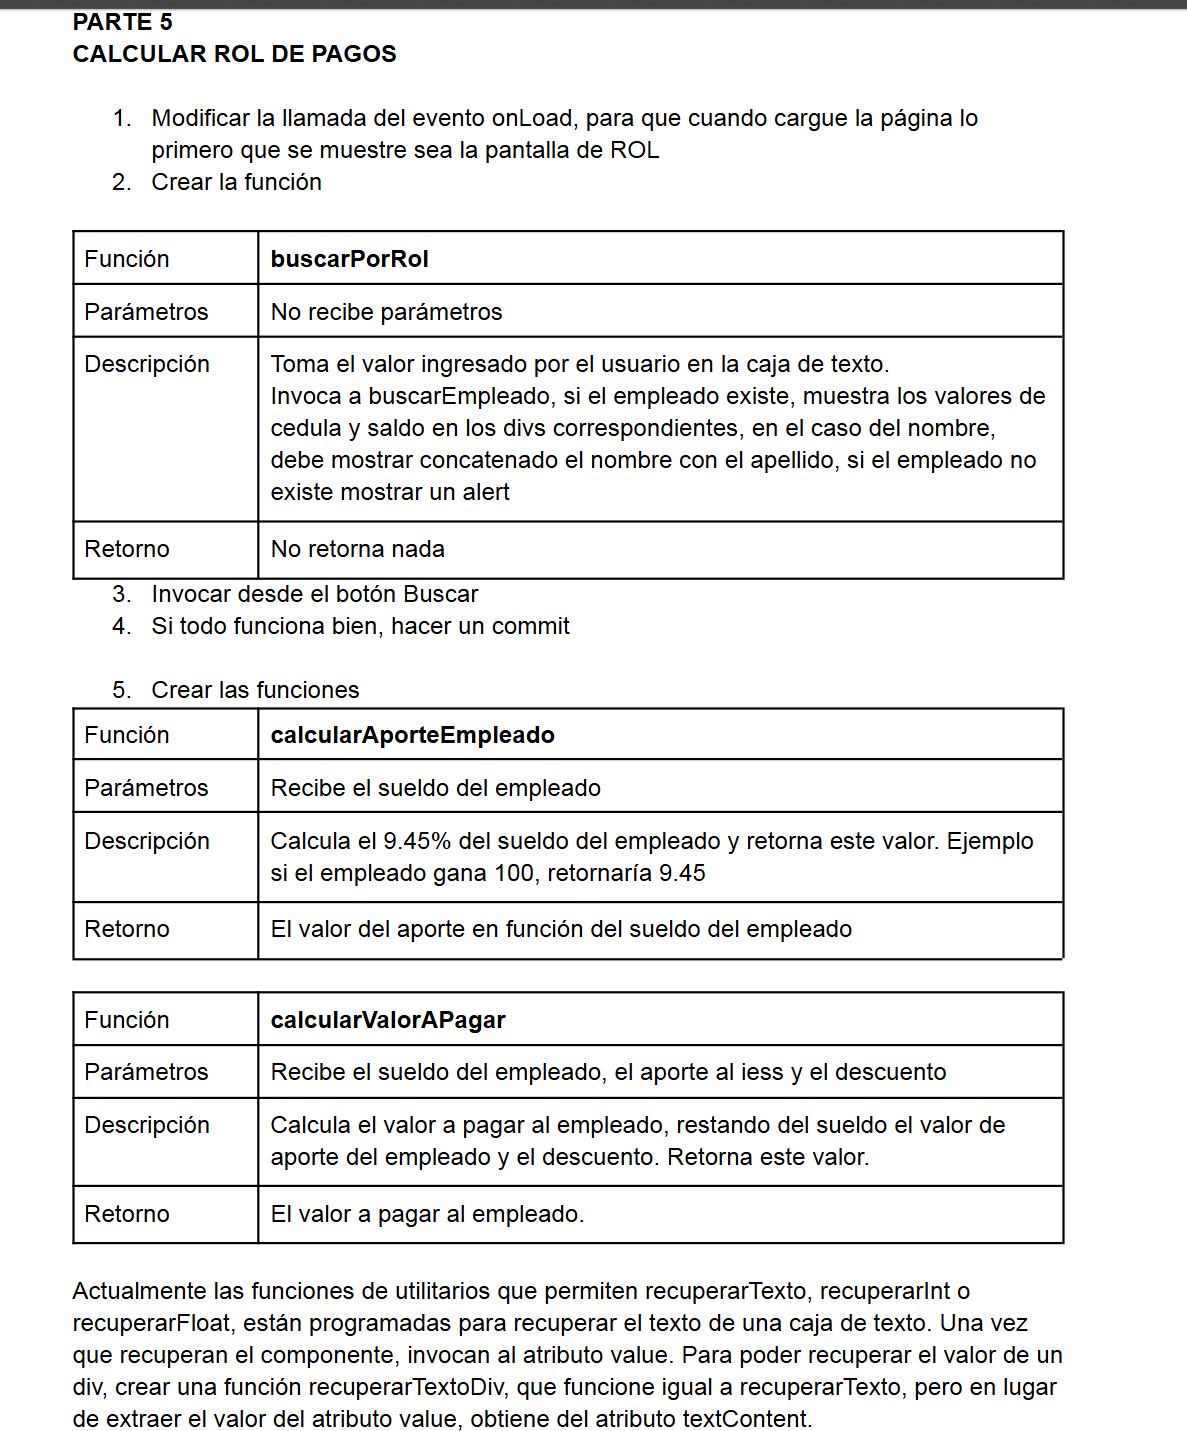 PARTE 5
CALCULAR ROL DE PAGOS
1. Modificar la llamada del evento onLoad, para que cuando cargue la página lo
primero que se muestre sea la pantalla de ROL
2. Crear la función
Función buscarPorRol
Parámetros No recibe parámetros
Descripción Toma el valor ingresado por el usuario en la caja de texto.
Invoca a buscarEmpleado, si el empleado existe, muestra los valores de
cedula y saldo en los divs correspondientes, en el caso del nombre,
debe mostrar concatenado el nombre con el apellido, si el empleado no
existe mostrar un alert
Retorno No retorna nada
3. Invocar desde el botón Buscar
4. Si todo funciona bien, hacer un commit
5. Crear las funciones
Función calcularAporteEmpleado
Parámetros Recibe el sueldo del empleado
Descripción Calcula el 9.45% del sueldo del empleado y retorna este valor. Ejemplo
si el empleado gana 100, retornaría 9.45
Retorno El valor del aporte en función del sueldo del empleado
Función calcularValorAPagar
Parámetros Recibe el sueldo del empleado, el aporte al iess y el descuento
Descripción Calcula el valor a pagar al empleado, restando del sueldo el valor de
aporte del empleado y el descuento. Retorna este valor.
Retorno El valor a pagar al empleado.
Actualmente las funciones de utilitarios que permiten recuperarTexto, recuperarInt o
recuperarFloat, están programadas para recuperar el texto de una caja de texto. Una vez
que recuperan el componente, invocan al atributo value. Para poder recuperar el valor de un
div, crear una función recuperarTextoDiv, que funcione igual a recuperarTexto, pero en lugar
de extraer el valor del atributo value, obtiene del atributo textContent.